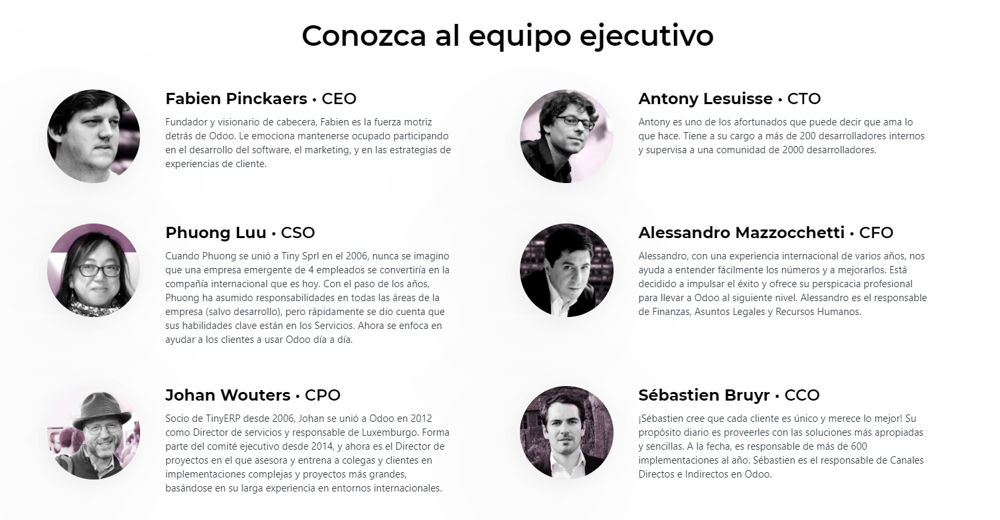 Conozca al equipo ejecutivo
Fabien Pinckaers • CEO
Fundador y visionario de cabecera, Fabien es la fuerza motriz
detrás de Odoo. Le emociona mantenerse ocupado participando
en el desarrollo del software, el marketing, y en las estrategias de
experiencias de cliente.
Antony Lesuisse • CTO
Antony es uno de los afortunados que puede decir que ama lo
que hace. Tiene a su cargo a más de 200 desarrolladores internos
y supervisa a una comunidad de 2000 desarrolladores.
Phuong Luu • CSO
Cuando Phuong se unió a Tiny Sprl en el 2006, nunca se imagino
que una empresa emergente de 4 empleados se convertiría en la
compañía internacional que es hoy. Con el paso de los años,
Phuong ha asumido responsabilidades en todas las áreas de la
empresa (salvo desarrollo), pero rápidamente se dio cuenta que
sus habilidades clave están en los Servicios. Ahora se enfoca en
ayudar a los clientes a usar Odoo día a día.
Alessandro Mazzocchetti • CFO
Alessandro, con una experiencia internacional de varios años, nos
ayuda a entender fácilmente los números y a mejorarlos. Está
decidido a impulsar el éxito y ofrece su perspicacia profesional
para llevar a Odoo al siguiente nivel. Alessandro es el responsable
de Finanzas, Asuntos Legales y Recursos Humanos.
Johan Wouters • CPO
Socio de TinyERP desde 2006, Johan se unió a Odoo en 2012
como Director de servicios y responsable de Luxemburgo. Forma
parte del comité ejecutivo desde 2014, y ahora es el Director de
proyectos en el que asesora y entrena a colegas y clientes en
implementaciones complejas y proyectos más grandes,
basándose en su larga experiencia en entornos internacionales.
Sébastien Bruyr • CCO
¡Sébastien cree que cada cliente es único y merece lo mejor! Su
propósito diario es proveerles con las soluciones más apropiadas
y sencillas. A la fecha, es responsable de más de 600
implementaciones al año. Sébastien es el responsable de Canales
Directos e Indirectos en Odoo.